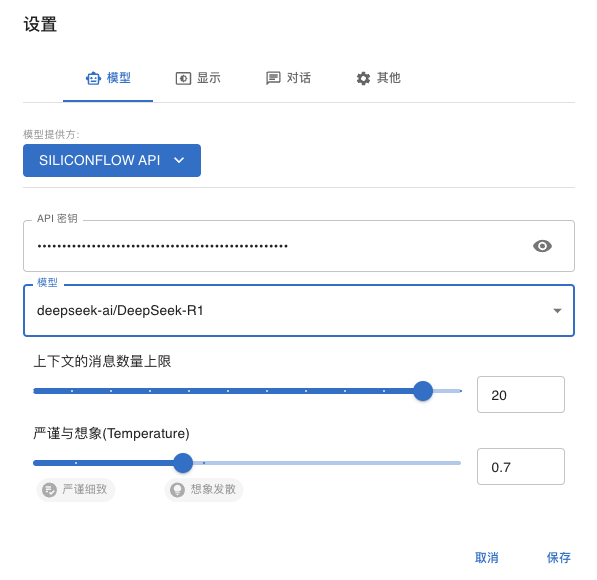 设置
模型 显示 对话 其他
模型提供方:
SILICONFLOW API
API 密钥
••••••••••••••••••••••••••••••••••••••••••••••••••
模型
deepseek-ai/DeepSeek-R1
上下文的消息数量上限
20
严谨与想象(Temperature)
0.7
严谨细致 想象发散
取消 保存